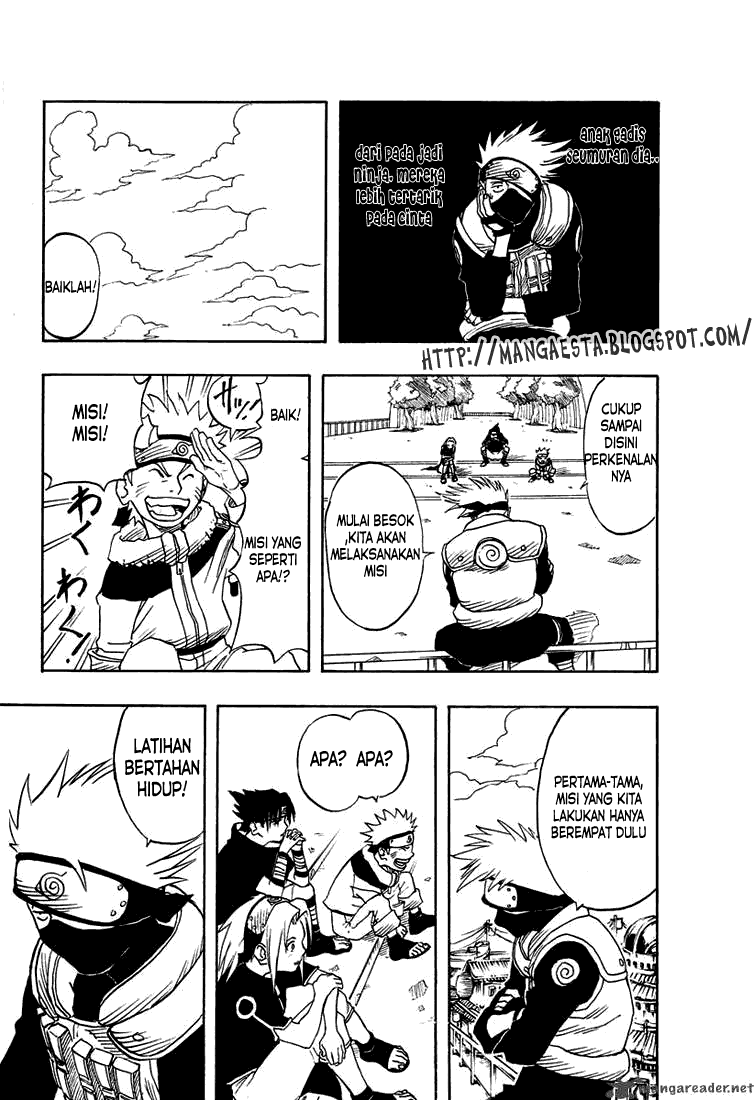 anak gadis
seumuran dia..
dari pada jadi
ninja. mereka
lebih tertarik
pada cinta
BAIKLAH!
HTTP://MANGAESTA.BLOGSPOT.COM/
CUKUP
SAMPAI
DISINI
PERKENALAN
NYA
MULAI BESOK
,KITA AKAN
MELAKSANAKAN
MISI
BAIK!
MISI!
MISI!
MISI YANG
SEPERTI
APA!?
わく
わく!
PERTAMA-TAMA,
MISI YANG KITA
LAKUKAN HANYA
BEREMPAT DULU
APA? APA?
LATIHAN
BERTAHAN
HIDUP!
mangareader.net